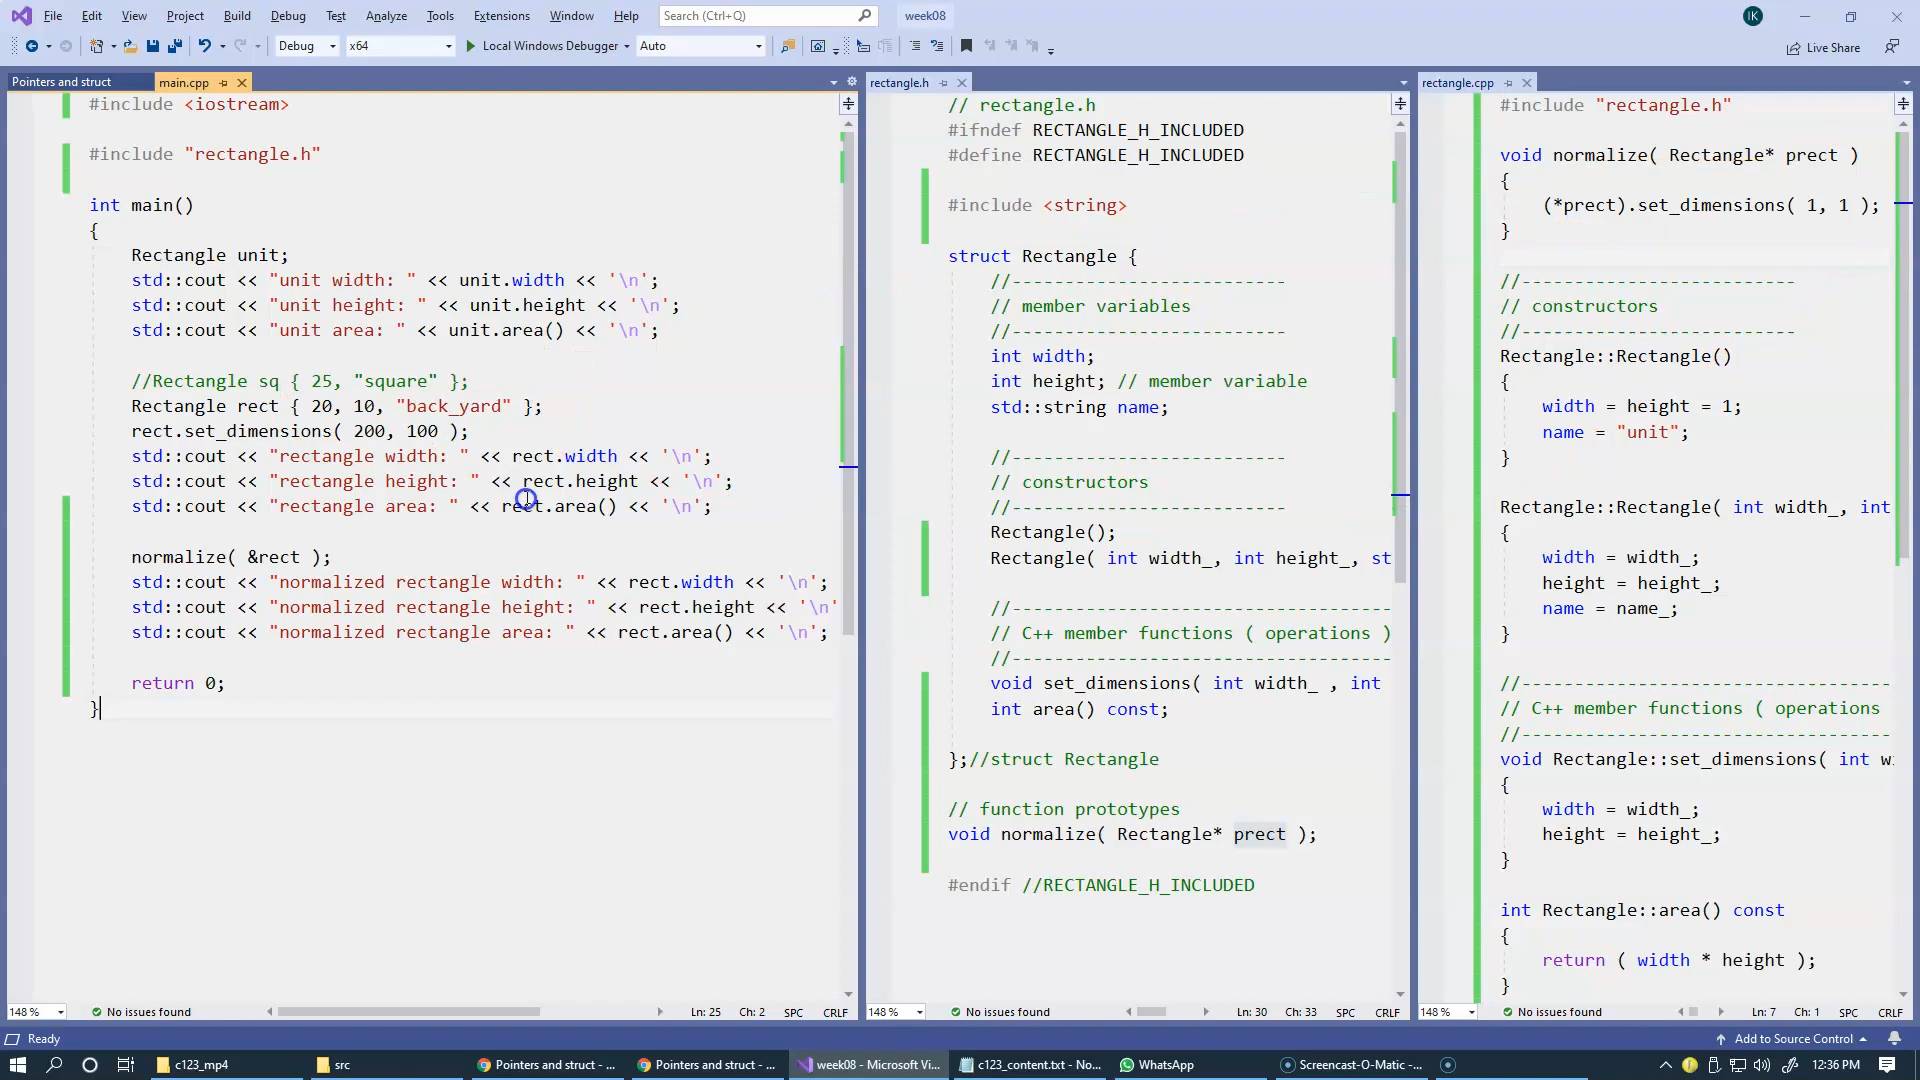 File Edit View Project Build Debug Test Analyze Tools Extensions Window Help Search (Ctrl+Q) week08 IK
Debug x64 Local Windows Debugger Auto Live Share
Pointers and struct main.cpp
#include <iostream>
#include "rectangle.h"
int main()
{
Rectangle unit;
std::cout << "unit width: " << unit.width << '\n';
std::cout << "unit height: " << unit.height << '\n';
std::cout << "unit area: " << unit.area() << '\n';
//Rectangle sq { 25, "square" };
Rectangle rect { 20, 10, "back_yard" };
rect.set_dimensions( 200, 100 );
std::cout << "rectangle width: " << rect.width << '\n';
std::cout << "rectangle height: " << rect.height << '\n';
std::cout << "rectangle area: " << rect.area() << '\n';
normalize( &rect );
std::cout << "normalized rectangle width: " << rect.width << '\n';
std::cout << "normalized rectangle height: " << rect.height << '\n'
std::cout << "normalized rectangle area: " << rect.area() << '\n';
return 0;
}
148 % No issues found Ln: 25 Ch: 2 SPC CRLF
rectangle.h
// rectangle.h
#ifndef RECTANGLE_H_INCLUDED
#define RECTANGLE_H_INCLUDED
#include <string>
struct Rectangle {
//--------------------------
// member variables
//--------------------------
int width;
int height; // member variable
std::string name;
//--------------------------
// constructors
//--------------------------
Rectangle();
Rectangle( int width_, int height_, st
//------------------------------------
// C++ member functions ( operations )
//------------------------------------
void set_dimensions( int width_ , int
int area() const;
};//struct Rectangle
// function prototypes
void normalize( Rectangle* prect );
#endif //RECTANGLE_H_INCLUDED
148 % No issues found Ln: 30 Ch: 33 SPC CRLF
rectangle.cpp
#include "rectangle.h"
void normalize( Rectangle* prect )
{
(*prect).set_dimensions( 1, 1 );
}
//--------------------------
// constructors
//--------------------------
Rectangle::Rectangle()
{
width = height = 1;
name = "unit";
}
Rectangle::Rectangle( int width_, int
{
width = width_;
height = height_;
name = name_;
}
//-----------------------------------
// C++ member functions ( operations
//-----------------------------------
void Rectangle::set_dimensions( int w
{
width = width_;
height = height_;
}
int Rectangle::area() const
{
return ( width * height );
}
148 % No issues found Ln: 7 Ch: 1 SPC CRLF
Ready Add to Source Control
c123_mp4 src Pointers and struct - ... Pointers and struct - ... week08 - Microsoft Vi... c123_content.txt - No... WhatsApp Screencast-O-Matic -... 12:36 PM